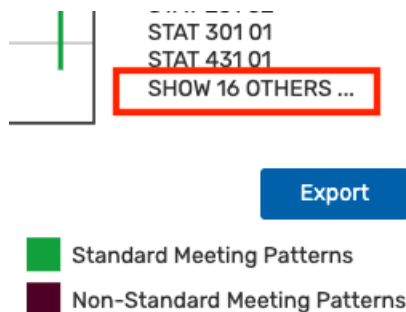 STAT 301 01
STAT 431 01
SHOW 16 OTHERS ...
Export
Standard Meeting Patterns
Non-Standard Meeting Patterns